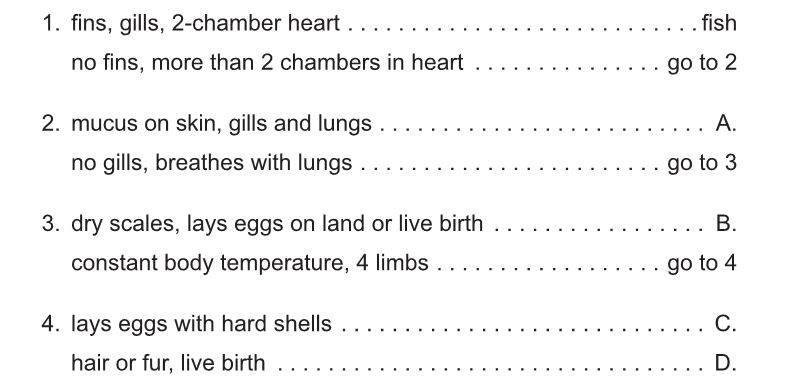 1. fins, gills, 2-chamber heart . . . . . . . . . . . . . . . . . . . . . . . . . . . . fish
no fins, more than 2 chambers in heart . . . . . . . . . . . . . . . go to 2
2. mucus on skin, gills and lungs . . . . . . . . . . . . . . . . . . . . . . . . . . A.
no gills, breathes with lungs . . . . . . . . . . . . . . . . . . . . . . . . go to 3
3. dry scales, lays eggs on land or live birth . . . . . . . . . . . . . . . . . B.
constant body temperature, 4 limbs . . . . . . . . . . . . . . . . . . go to 4
4. lays eggs with hard shells . . . . . . . . . . . . . . . . . . . . . . . . . . . . . C.
hair or fur, live birth . . . . . . . . . . . . . . . . . . . . . . . . . . . . . . . . . . D.